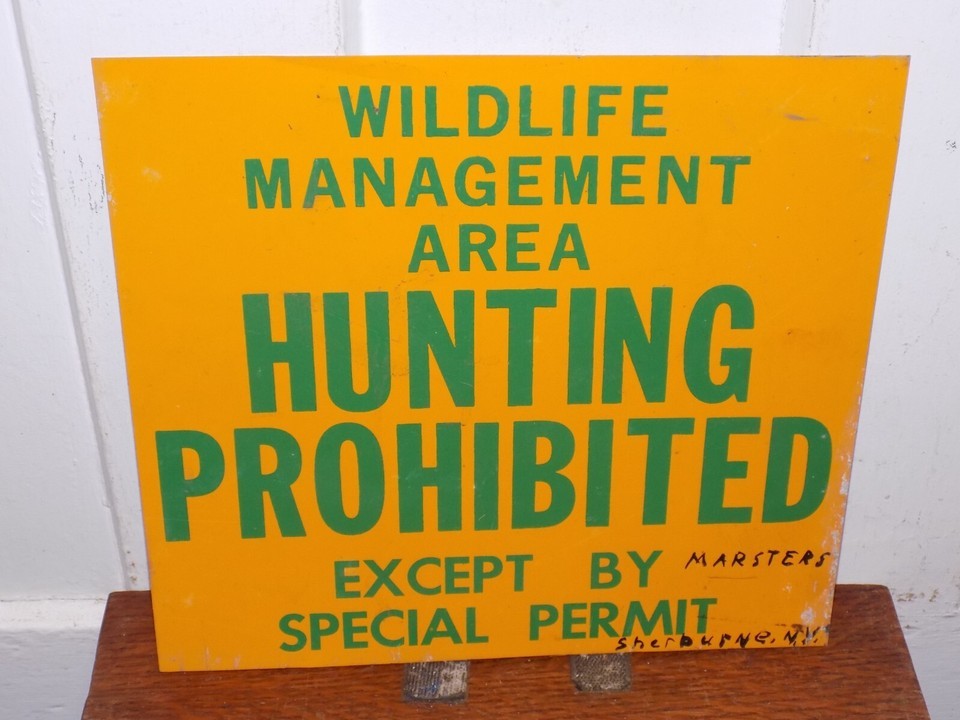 WILDLIFE
MANAGEMENT
AREA
HUNTING
PROHIBITED
EXCEPT BY MARSTERS
SPECIAL PERMIT
Sherburne, N.Y.